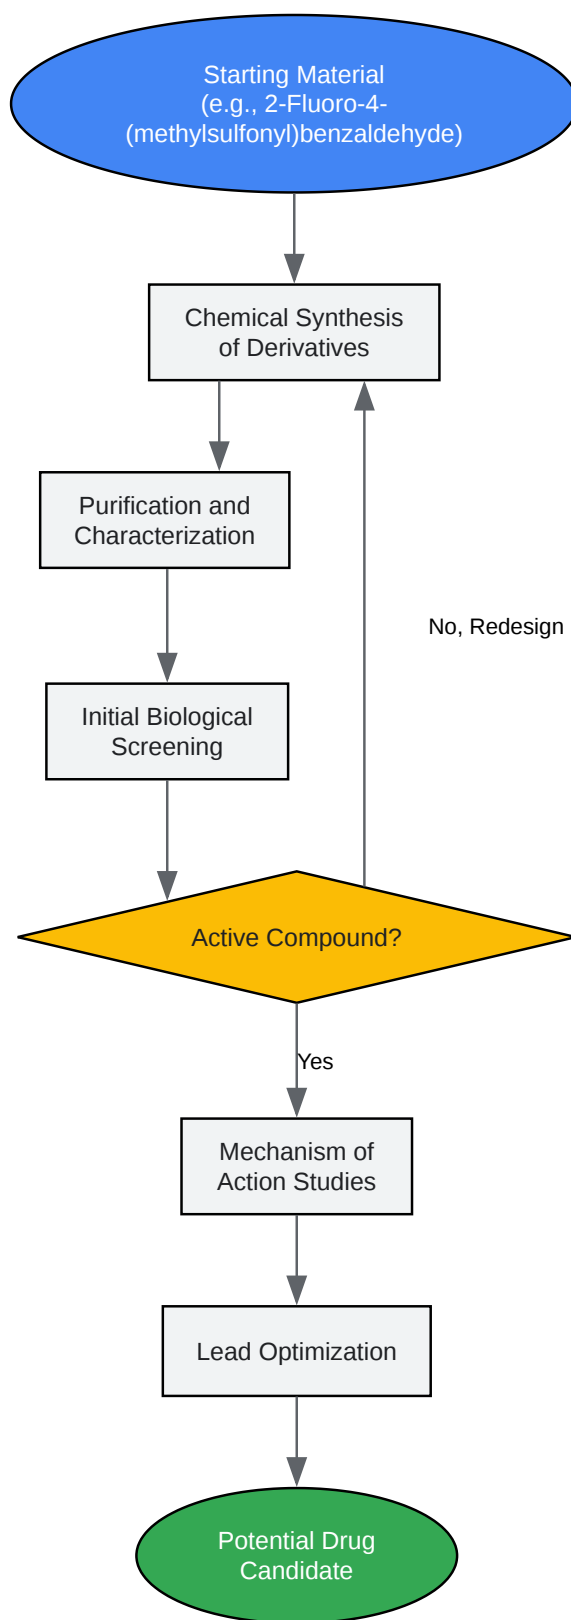 Starting Material
(e.g., 2-Fluoro-4-
(methylsulfonyl)benzaldehyde)
Chemical Synthesis
of Derivatives
Purification and
Characterization
No, Redesign
Initial Biological
Screening
Active Compound?
Yes
Mechanism of
Action Studies
Lead Optimization
Potential Drug
Candidate